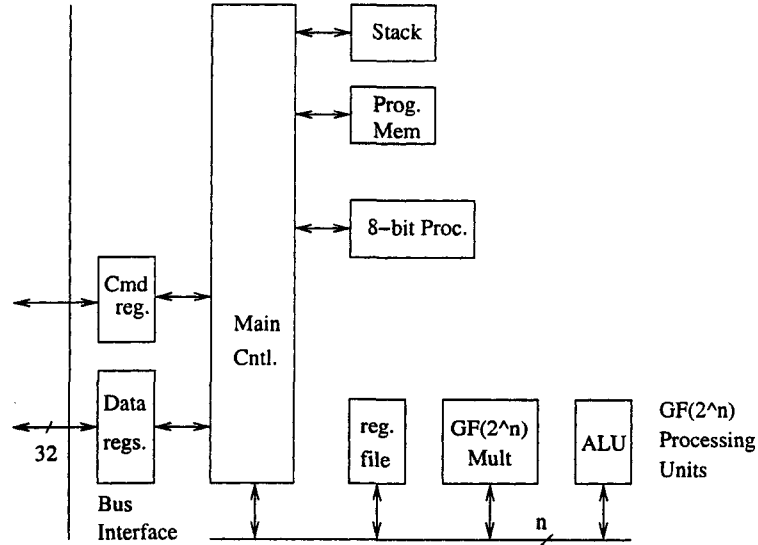 Stack
Prog.
Mem
8-bit Proc.
Cmd
reg.
Main
Cntl.
Data
regs.
32
reg.
file
GF(2^n)
Mult
ALU
GF(2^n)
Processing
Units
Bus
Interface
n